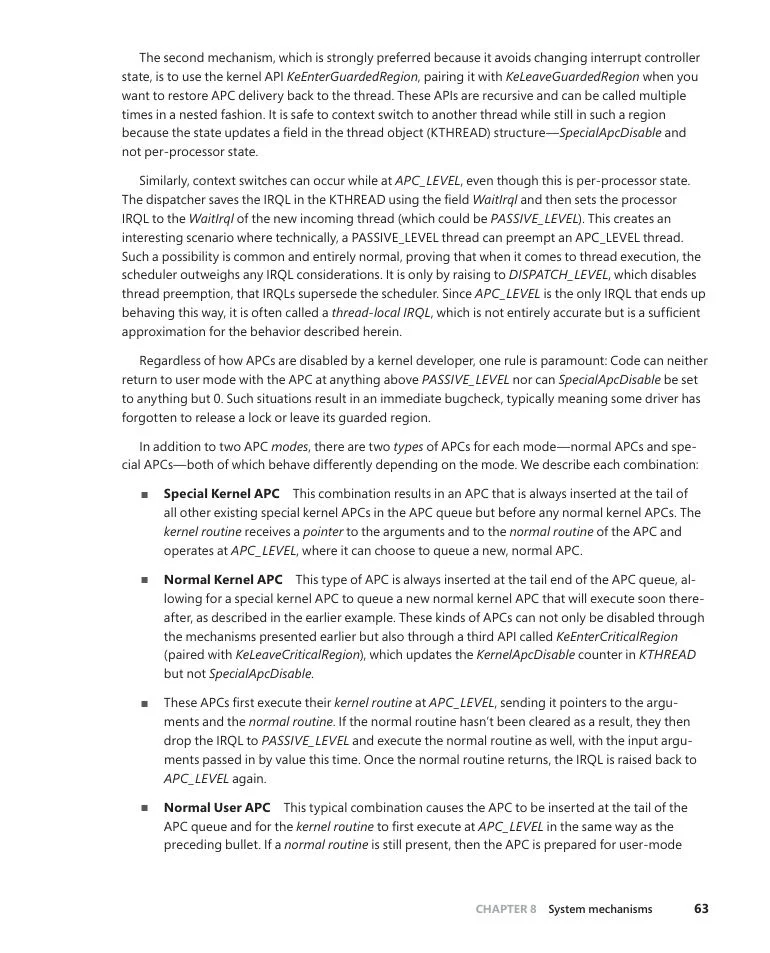 The second mechanism, which is strongly preferred because it avoids changing interrupt controller
state, is to use the kernel API KeEnterGuardedRegion, pairing it with KeLeaveGuardedRegion when you
want to restore APC delivery back to the thread. These APIs are recursive and can be called multiple
times in a nested fashion. It is safe to context switch to another thread while still in such a region
because the state updates a field in the thread object (KTHREAD) structure—SpecialApcDisable and
not per-processor state.
Similarly, context switches can occur while at APC_LEVEL, even though this is per-processor state.
The dispatcher saves the IRQL in the KTHREAD using the field WaitIrql and then sets the processor
IRQL to the WaitIrql of the new incoming thread (which could be PASSIVE_LEVEL). This creates an
interesting scenario where technically, a PASSIVE_LEVEL thread can preempt an APC_LEVEL thread.
Such a possibility is common and entirely normal, proving that when it comes to thread execution, the
scheduler outweighs any IRQL considerations. It is only by raising to DISPATCH_LEVEL, which disables
thread preemption, that IRQLs supersede the scheduler. Since APC_LEVEL is the only IRQL that ends up
behaving this way, it is often called a thread-local IRQL, which is not entirely accurate but is a sufficient
approximation for the behavior described herein.
Regardless of how APCs are disabled by a kernel developer, one rule is paramount: Code can neither
return to user mode with the APC at anything above PASSIVE_LEVEL nor can SpecialApcDisable be set
to anything but 0. Such situations result in an immediate bugcheck, typically meaning some driver has
forgotten to release a lock or leave its guarded region.
In addition to two APC modes, there are two types of APCs for each mode—normal APCs and spe-
cial APCs—both of which behave differently depending on the mode. We describe each combination:
■ Special Kernel APC This combination results in an APC that is always inserted at the tail of
all other existing special kernel APCs in the APC queue but before any normal kernel APCs. The
kernel routine receives a pointer to the arguments and to the normal routine of the APC and
operates at APC_LEVEL, where it can choose to queue a new, normal APC.
■ Normal Kernel APC This type of APC is always inserted at the tail end of the APC queue, al-
lowing for a special kernel APC to queue a new normal kernel APC that will execute soon there-
after, as described in the earlier example. These kinds of APCs can not only be disabled through
the mechanisms presented earlier but also through a third API called KeEnterCriticalRegion
(paired with KeLeaveCriticalRegion), which updates the KernelApcDisable counter in KTHREAD
but not SpecialApcDisable.
■ These APCs first execute their kernel routine at APC_LEVEL, sending it pointers to the argu-
ments and the normal routine. If the normal routine hasn't been cleared as a result, they then
drop the IRQL to PASSIVE_LEVEL and execute the normal routine as well, with the input argu-
ments passed in by value this time. Once the normal routine returns, the IRQL is raised back to
APC_LEVEL again.
■ Normal User APC This typical combination causes the APC to be inserted at the tail of the
APC queue and for the kernel routine to first execute at APC_LEVEL in the same way as the
preceding bullet. If a normal routine is still present, then the APC is prepared for user-mode
CHAPTER 8 System mechanisms 63